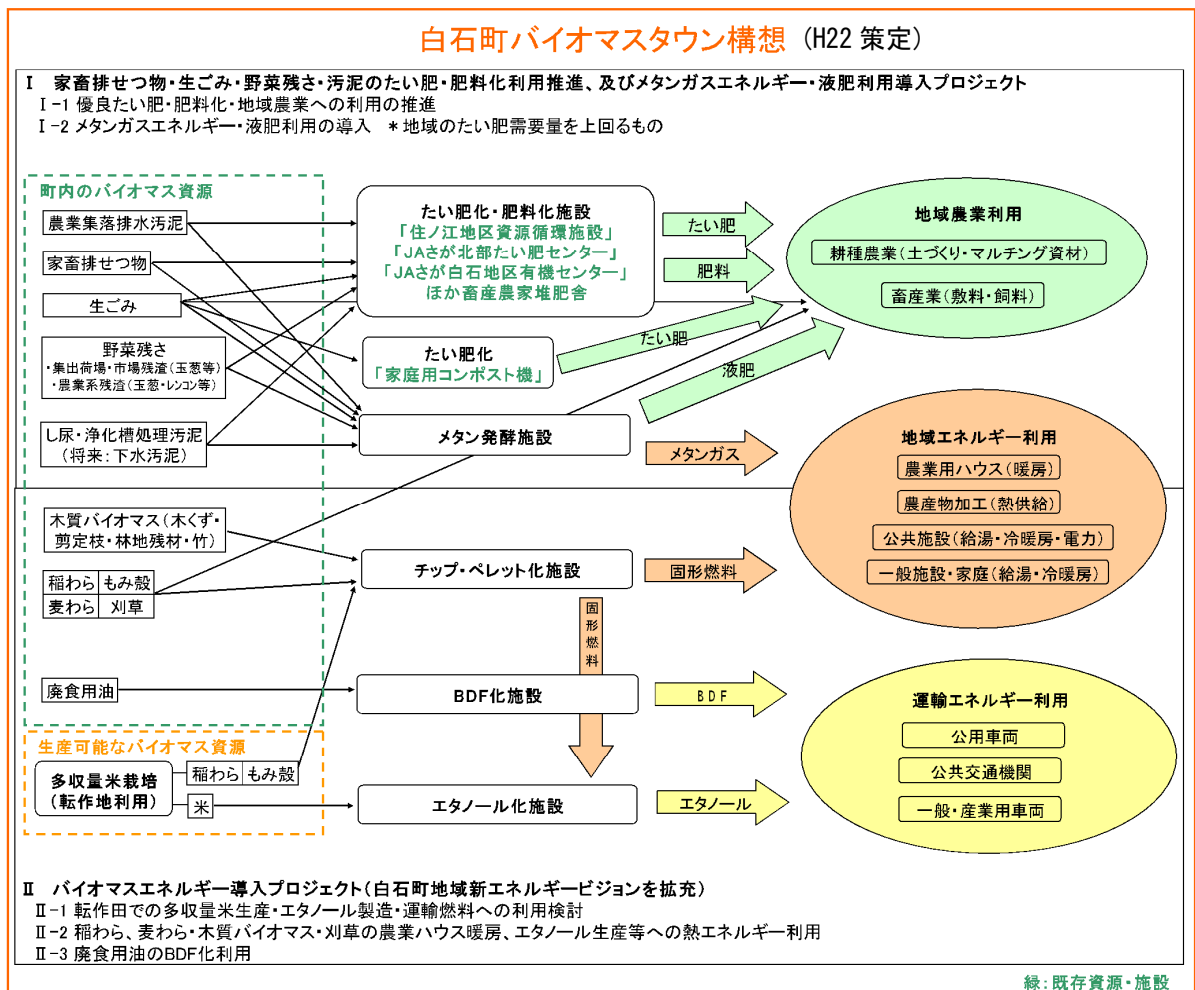 白石町バイオマスタウン構想 (H22 策定)
Ⅰ 家畜排せつ物・生ごみ・野菜残さ・汚泥のたい肥・肥料化利用推進、及びメタンガスエネルギー・液肥利用導入プロジェクト
Ⅰ-1 優良たい肥・肥料化・地域農業への利用の推進
Ⅰ-2 メタンガスエネルギー・液肥利用の導入 *地域のたい肥需要量を上回るもの
町内のバイオマス資源
農業集落排水汚泥
家畜排せつ物
生ごみ
野菜残さ
・集出荷場・市場残渣(玉葱等)
・農業系残渣(玉葱・レンコン等)
し尿・浄化槽処理汚泥
(将来:下水汚泥)
木質バイオマス(木くず・
剪定枝・林地残材・竹)
稲わら もみ殻
麦わら 刈草
廃食用油
生産可能なバイオマス資源
多収量米栽培
(転作地利用)
稲わら もみ殻
米
たい肥化・肥料化施設
「住ノ江地区資源循環施設」
「JAさが北部たい肥センター」
「JAさが白石地区有機センター」
ほか畜産農家堆肥舎
たい肥化
「家庭用コンポスト機」
メタン発酵施設
チップ・ペレット化施設
固形燃料
BDF化施設
エタノール化施設
たい肥
肥料
たい肥
液肥
メタンガス
固形燃料
BDF
エタノール
地域農業利用
耕種農業(土づくり・マルチング資材)
畜産業(敷料・飼料)
地域エネルギー利用
農業用ハウス(暖房)
農産物加工(熱供給)
公共施設(給湯・冷暖房・電力)
一般施設・家庭(給湯・冷暖房)
運輸エネルギー利用
公用車両
公共交通機関
一般・産業用車両
Ⅱ バイオマスエネルギー導入プロジェクト(白石町地域新エネルギービジョンを拡充)
Ⅱ-1 転作田での多収量米生産・エタノール製造・運輸燃料への利用検討
Ⅱ-2 稲わら、麦わら・木質バイオマス・刈草の農業ハウス暖房、エタノール生産等への熱エネルギー利用
Ⅱ-3 廃食用油のBDF化利用
緑:既存資源・施設